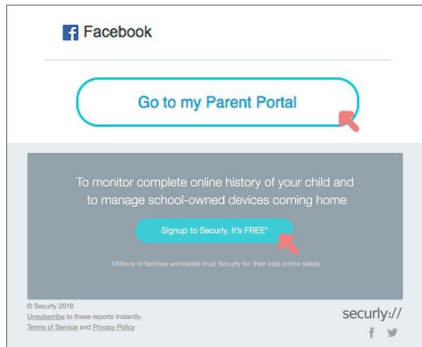 Facebook
Go to my Parent Portal
To monitor complete online history of your child and
to manage school-owned devices coming home
Signup to Securly. It's FREE*
Millions of families worldwide trust Securly for their kids online safety
© Securly 2016
Unsubscribe to these reports instantly.
Terms of Service and Privacy Policy
securly://